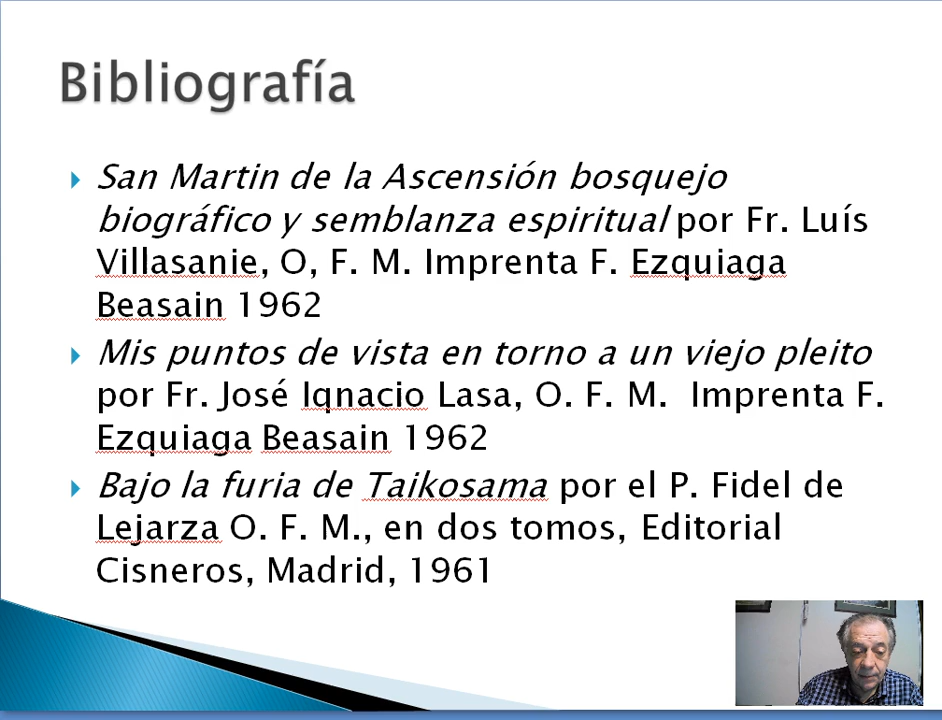 Bibliografía
San Martin de la Ascensión bosquejo
biográfico y semblanza espiritual por Fr. Luís
Villasanie, O, F. M. Imprenta F. Ezquiaga
Beasain 1962
Mis puntos de vista en torno a un viejo pleito
por Fr. José Iqnacio Lasa, O. F. M.  Imprenta F.
Ezquiaga Beasain 1962
Bajo la furia de Taikosama por el P. Fidel de
Lejarza O. F. M., en dos tomos, Editorial
Cisneros, Madrid, 1961